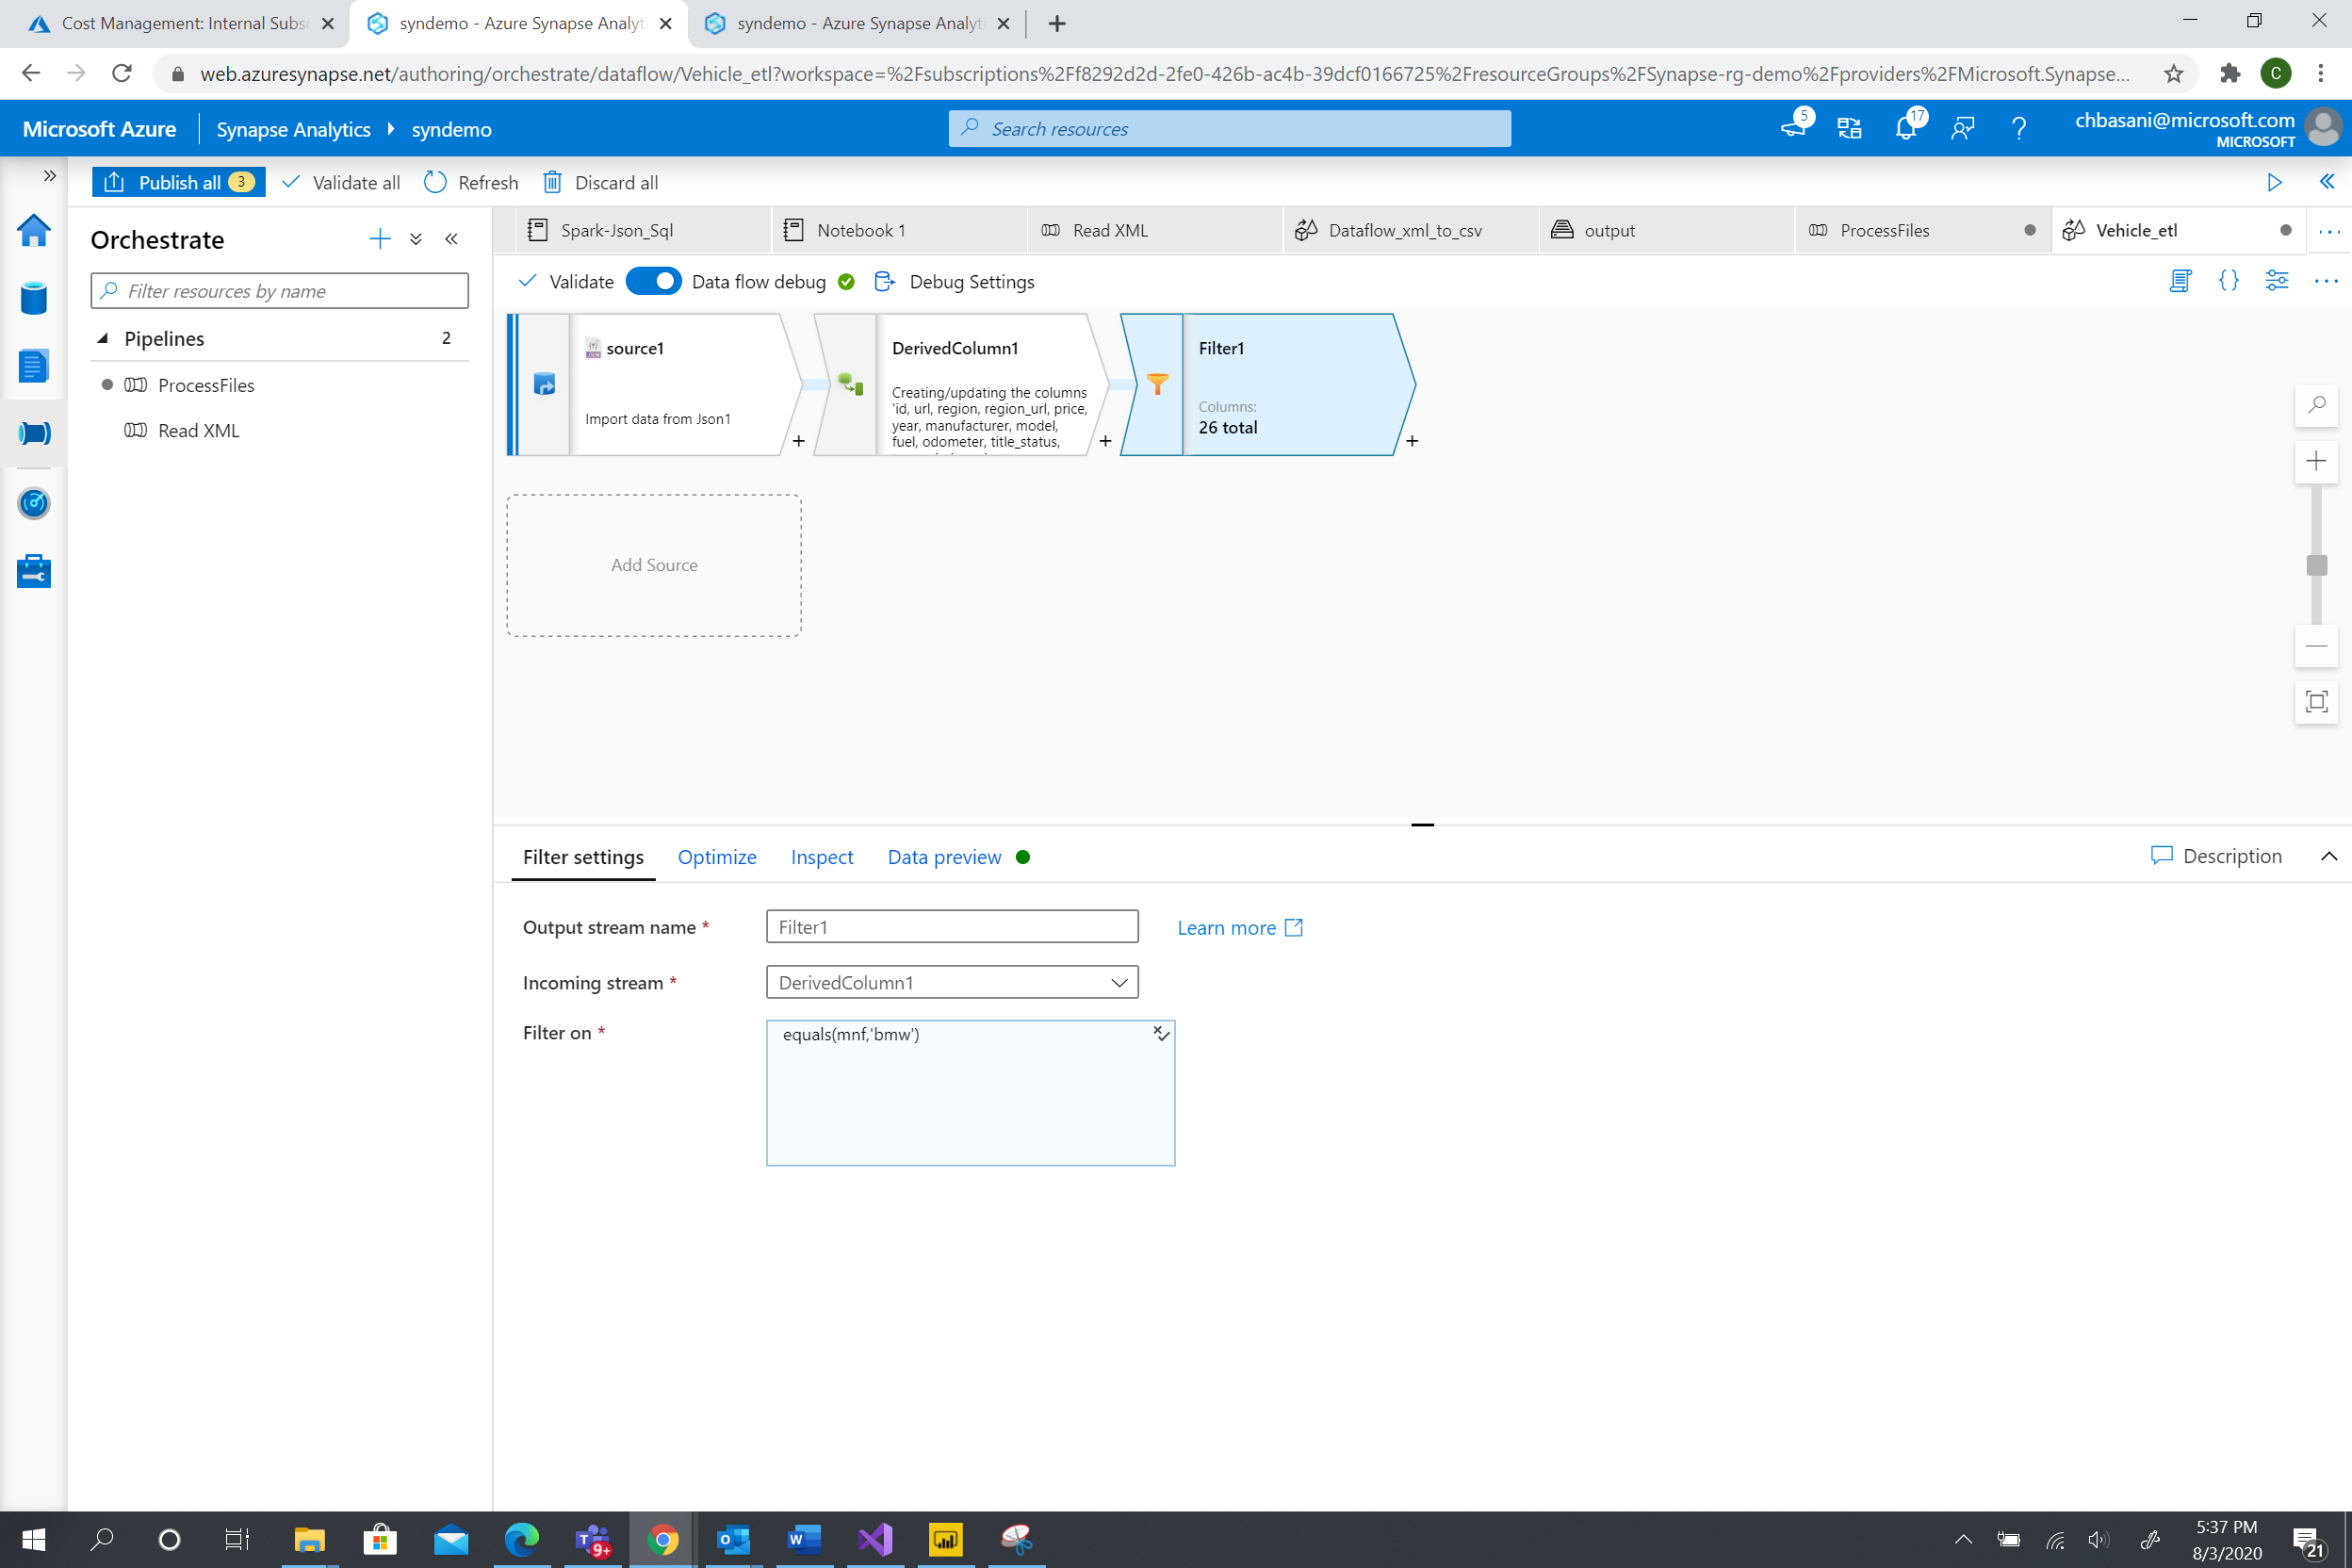 Cost Management: Internal Subs
syndemo - Azure Synapse Analyt
syndemo - Azure Synapse Analyt
web.azuresynapse.net/authoring/orchestrate/dataflow/Vehicle_etl?workspace=%2Fsubscriptions%2Ff8292d2d-2fe0-426b-ac4b-39dcf0166725%2FresourceGroups%2FSynapse-rg-demo%2Fproviders%2FMicrosoft.Synapse...
C
Microsoft Azure
Synapse Analytics
syndemo
Search resources
5
17
chbasani@microsoft.com
MICROSOFT
Publish all 3
Validate all
Refresh
Discard all
Orchestrate
Filter resources by name
Pipelines 2
ProcessFiles
Read XML
Spark-Json_Sql
Notebook 1
Read XML
Dataflow_xml_to_csv
output
ProcessFiles
Vehicle_etl
Validate
Data flow debug
Debug Settings
source1
Import data from Json1
DerivedColumn1
Creating/updating the columns
'id, url, region, region_url, price,
year, manufacturer, model,
fuel, odometer, title_status,
Filter1
Columns:
26 total
Add Source
Filter settings
Optimize
Inspect
Data preview
Description
Output stream name *
Filter1
Learn more
Incoming stream *
DerivedColumn1
Filter on *
equals(mnf,'bmw')
9+
5:37 PM
8/3/2020
21